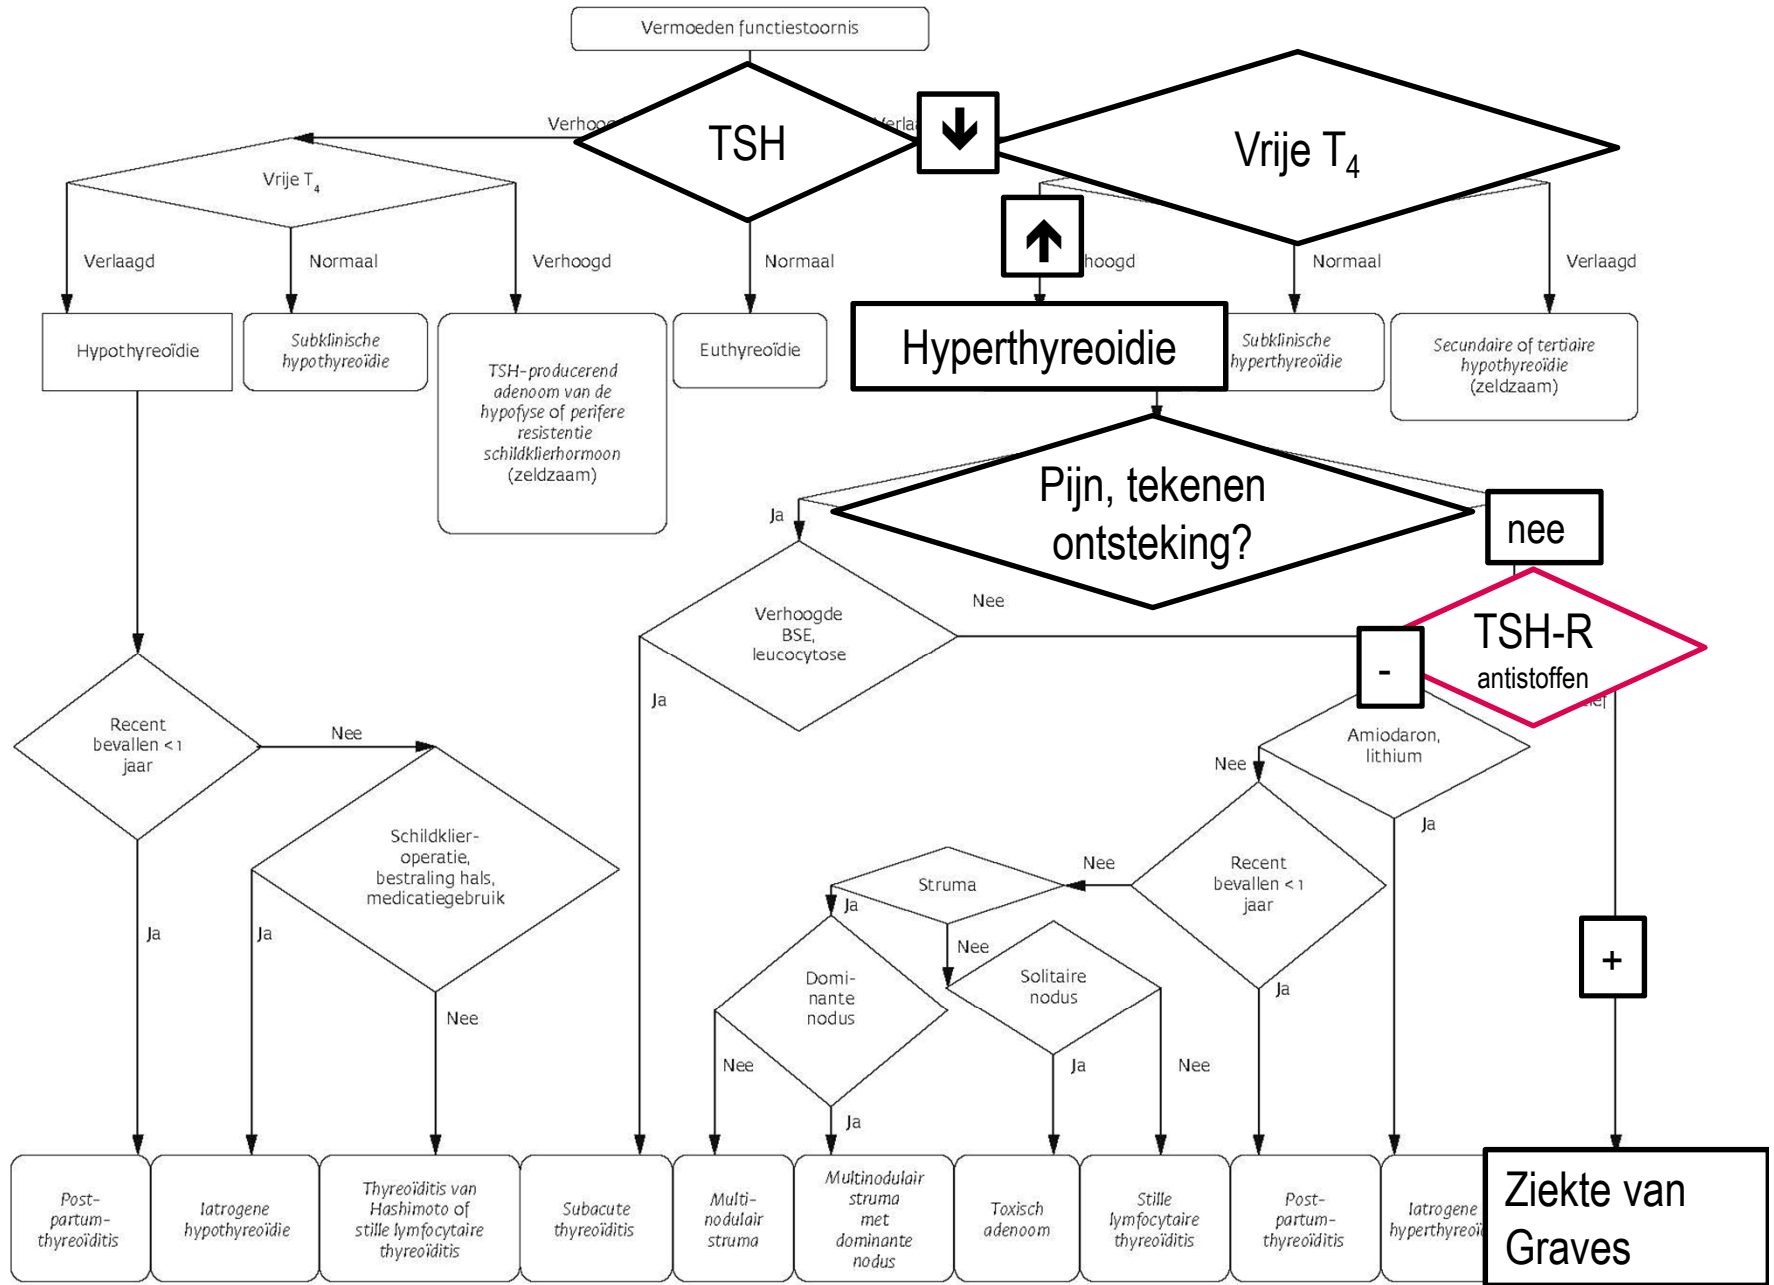 Vermoeden functiestoornis
TSH
Vrije T4
Vrije T4
Verlaagd
Normaal
Verhoogd
Normaal
Normaal
Verlaagd
Hypothyreoïdie
Subklinische
hypothyreoïdie
TSH-producerend
adenoom van de
hypofyse of perifere
resistentie
schildklierhormoon
(zeldzaam)
Euthyreoïdie
Hyperthyreoidie
Subklinische
hyperthyreoïdie
Secundaire of tertiaire
hypothyreoïdie
(zeldzaam)
Pijn, tekenen
ontsteking?
Ja
nee
Verhoogde
BSE,
leucocytose
Nee
Ja
TSH-R
antistoffen
-
+
Recent
bevallen <1
jaar
Nee
Ja
Schildklier-
operatie,
bestraling hals,
medicatiegebruik
Ja
Nee
Amiodaron,
lithium
Nee
Ja
Recent
bevallen <1
jaar
Nee
Ja
Struma
Ja
Nee
Domi-
nante
nodus
Nee
Ja
Solitaire
nodus
Ja
Nee
Post-
partum-
thyreoïditis
Iatrogene
hypothyreoïdie
Thyreoïditis van
Hashimoto of
stille lymfocytaire
thyreoïditis
Subacute
thyreoïditis
Multi-
nodulair
struma
Multinodulair
struma
met
dominante
nodus
Toxisch
adenoom
Stille
lymfocytaire
thyreoïditis
Post-
partum-
thyreoïditis
Iatrogene
Ziekte van
Graves